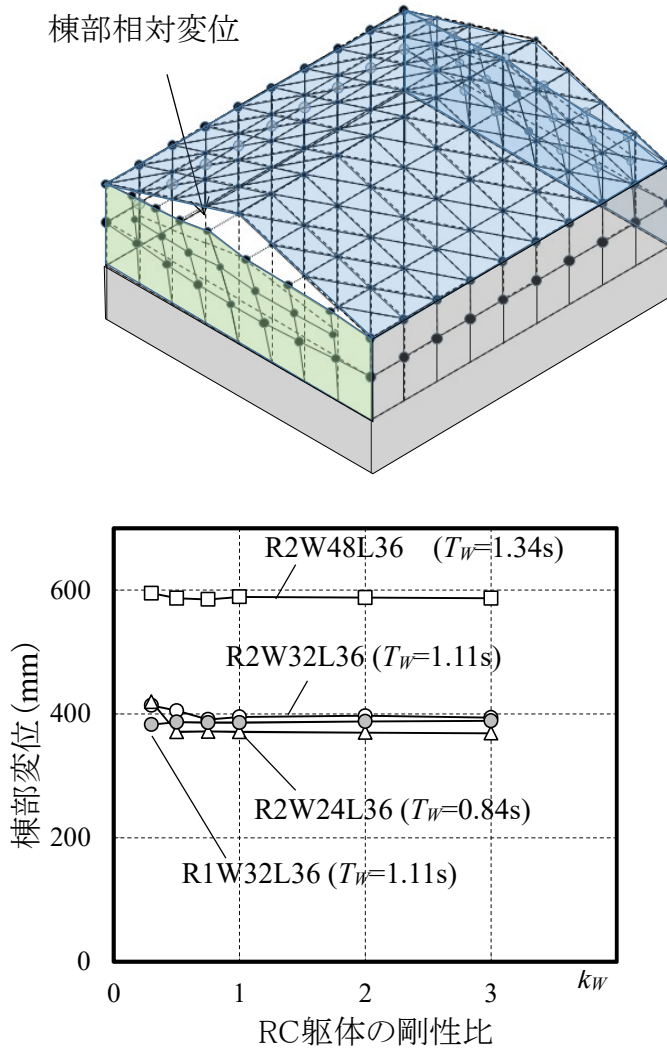 棟部相対変位
R2W48L36 (TW=1.34s)
600
R2W32L36 (TW=1.11s)
400
棟部変位 (mm)
R2W24L36 (TW=0.84s)
200
R1W32L36 (TW=1.11s)
0
kW
0 1 2 3
RC躯体の剛性比